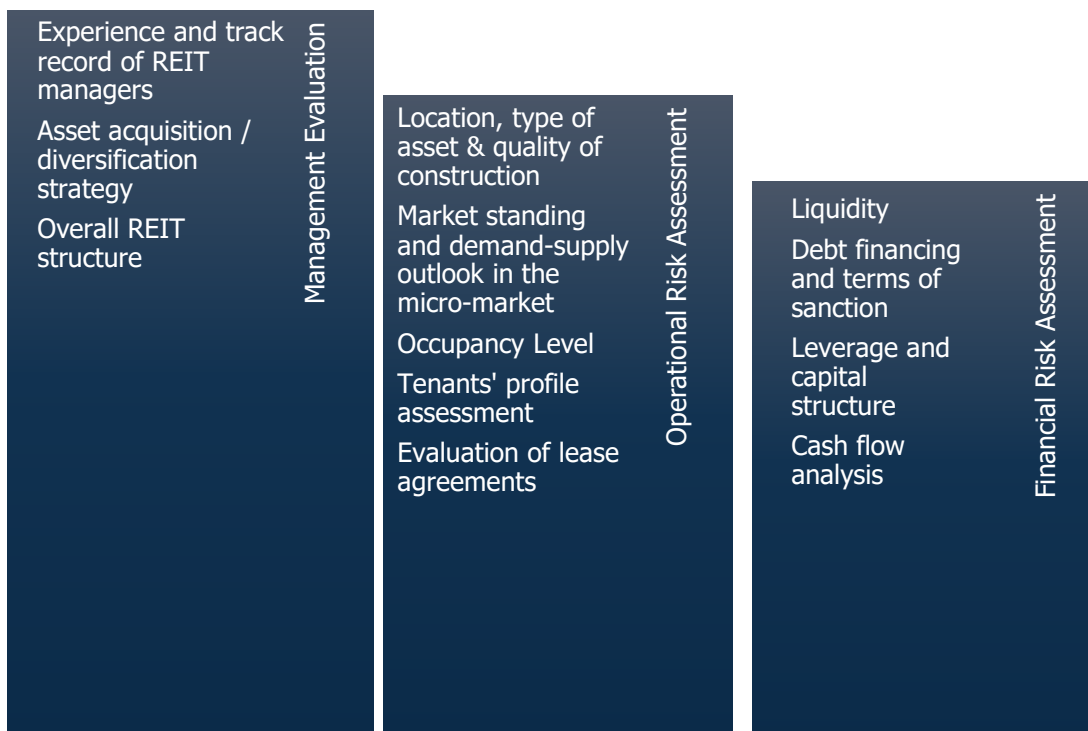 Experience and track
record of REIT
managers
Asset acquisition /
diversification
strategy
Overall REIT
structure
Management Evaluation
Location, type of
asset & quality of
construction
Market standing
and demand-supply
outlook in the
micro-market
Occupancy Level
Tenants' profile
assessment
Evaluation of lease
agreements
Operational Risk Assessment
Liquidity
Debt financing
and terms of
sanction
Leverage and
capital
structure
Cash flow
analysis
Financial Risk Assessment